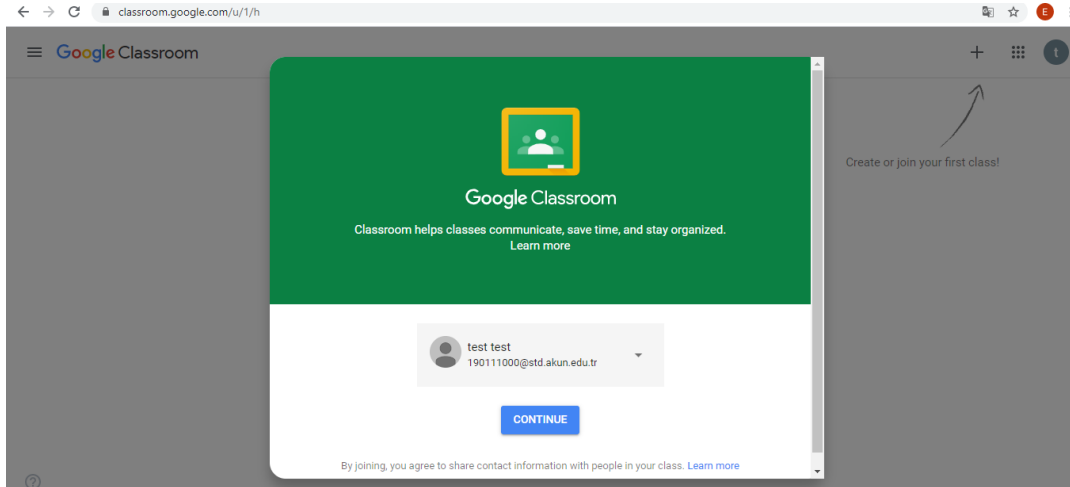 classroom.google.com/u/1/h
E
Google Classroom
t
Create or join your first class!
Google Classroom
Classroom helps classes communicate, save time, and stay organized.
Learn more
test test
190111000@std.akun.edu.tr
CONTINUE
By joining, you agree to share contact information with people in your class. Learn more